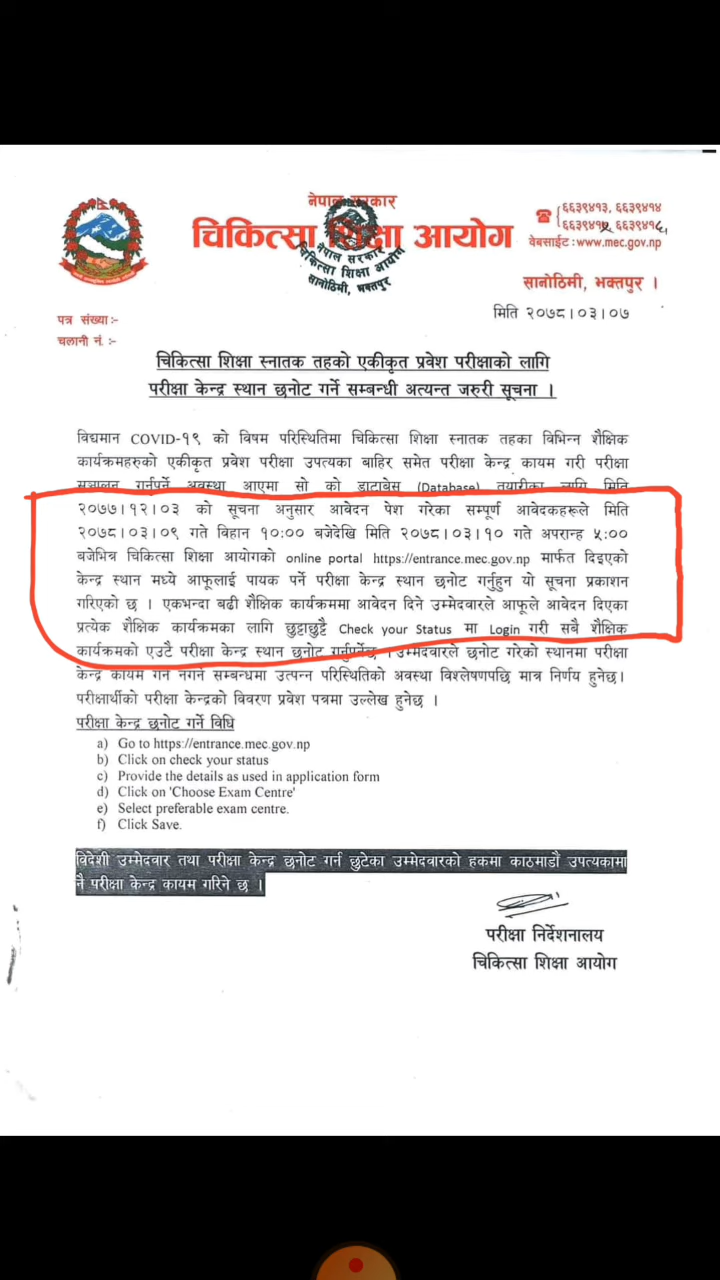 नेपाल सरकार
चिकित्सा शिक्षा आयोग
नेपाल सरकार
चिकित्सा शिक्षा आयोग
सानोठिमी, भक्तपुर
६६३९४१३, ६६३९४१४
६६३९४१५, ६६३९४१६
वेबसाईट : www.mec.gov.np
सानोठिमी, भक्तपुर ।
मिति २०७८।०३।०७
पत्र संख्या :-
चलानी नं. :-
चिकित्सा शिक्षा स्नातक तहको एकीकृत प्रवेश परीक्षाको लागि
परीक्षा केन्द्र स्थान छनोट गर्ने सम्बन्धी अत्यन्त जरुरी सूचना ।
विद्यमान COVID-१९ को विषम परिस्थितिमा चिकित्सा शिक्षा स्नातक तहका विभिन्न शैक्षिक
कार्यक्रमहरुको एकीकृत प्रवेश परीक्षा उपत्यका बाहिर समेत परीक्षा केन्द्र कायम गरी परीक्षा
सञ्चालन गर्नुपर्ने अवस्था आएमा सो को डाटाबेस (Database) तयारीका लागि मिति
२०७७।१२।०३ को सूचना अनुसार आवेदन पेश गरेका सम्पूर्ण आवेदकहरूले मिति
२०७८।०३।०९ गते विहान १०:०० बजेदेखि मिति २०७८।०३।१० गते अपरान्ह ५:००
बजेभित्र चिकित्सा शिक्षा आयोगको online portal https://entrance.mec.gov.np मार्फत दिइएको
केन्द्र स्थान मध्ये आफूलाई पायक पर्ने परीक्षा केन्द्र स्थान छनोट गर्नुहुन यो सूचना प्रकाशन
गरिएको छ । एकभन्दा बढी शैक्षिक कार्यक्रममा आवेदन दिने उम्मेदवारले आफूले आवेदन दिएका
प्रत्येक शैक्षिक कार्यक्रमका लागि छुट्टाछुट्टै Check your Status मा Login गरी सबै शैक्षिक
कार्यक्रमको एउटै परीक्षा केन्द्र स्थान छनोट गर्नुपर्नेछ । उम्मेदवारले छनोट गरेको स्थानमा परीक्षा
केन्द्र कायम गर्ने नगर्ने सम्बन्धमा उत्पन्न परिस्थितिको अवस्था विश्लेषणपछि मात्र निर्णय हुनेछ।
परीक्षार्थीको परीक्षा केन्द्रको विवरण प्रवेश पत्रमा उल्लेख हुनेछ ।
परीक्षा केन्द्र छनोट गर्ने विधि
a) Go to https://entrance.mec.gov.np
b) Click on check your status
c) Provide the details as used in application form
d) Click on 'Choose Exam Centre'
e) Select preferable exam centre.
f) Click Save.
विदेशी उम्मेदवार तथा परीक्षा केन्द्र छनोट गर्न छुटेका उम्मेदवारको हकमा काठमाडौं उपत्यकामा
नै परीक्षा केन्द्र कायम गरिने छ ।
परीक्षा निर्देशनालय
चिकित्सा शिक्षा आयोग